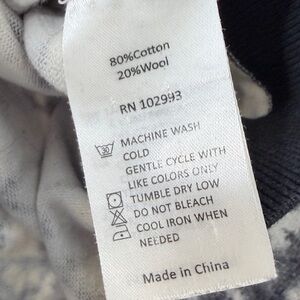 80%Cotton
20%Wool
RN 102993
30
MACHINE WASH
COLD
GENTLE CYCLE WITH
LIKE COLORS ONLY
TUMBLE DRY LOW
DO NOT BLEACH
COOL IRON WHEN
NEEDED
Made in China